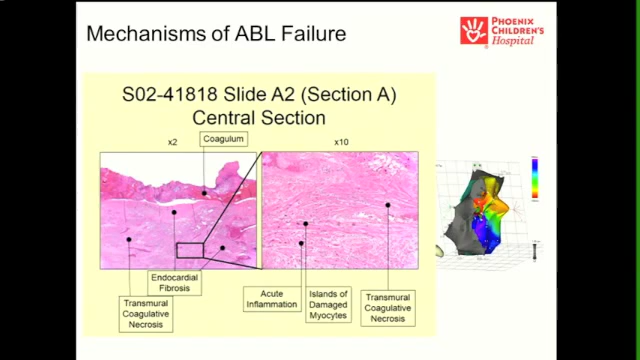 Mechanisms of ABL Failure
PHOENIX
CHILDREN'S
Hospital
S02-41818 Slide A2 (Section A)
Central Section
x2
Coagulum
x10
Endocardial
Fibrosis
Transmural
Coagulative
Necrosis
Acute
Inflammation
Islands of
Damaged
Myocytes
Transmural
Coagulative
Necrosis